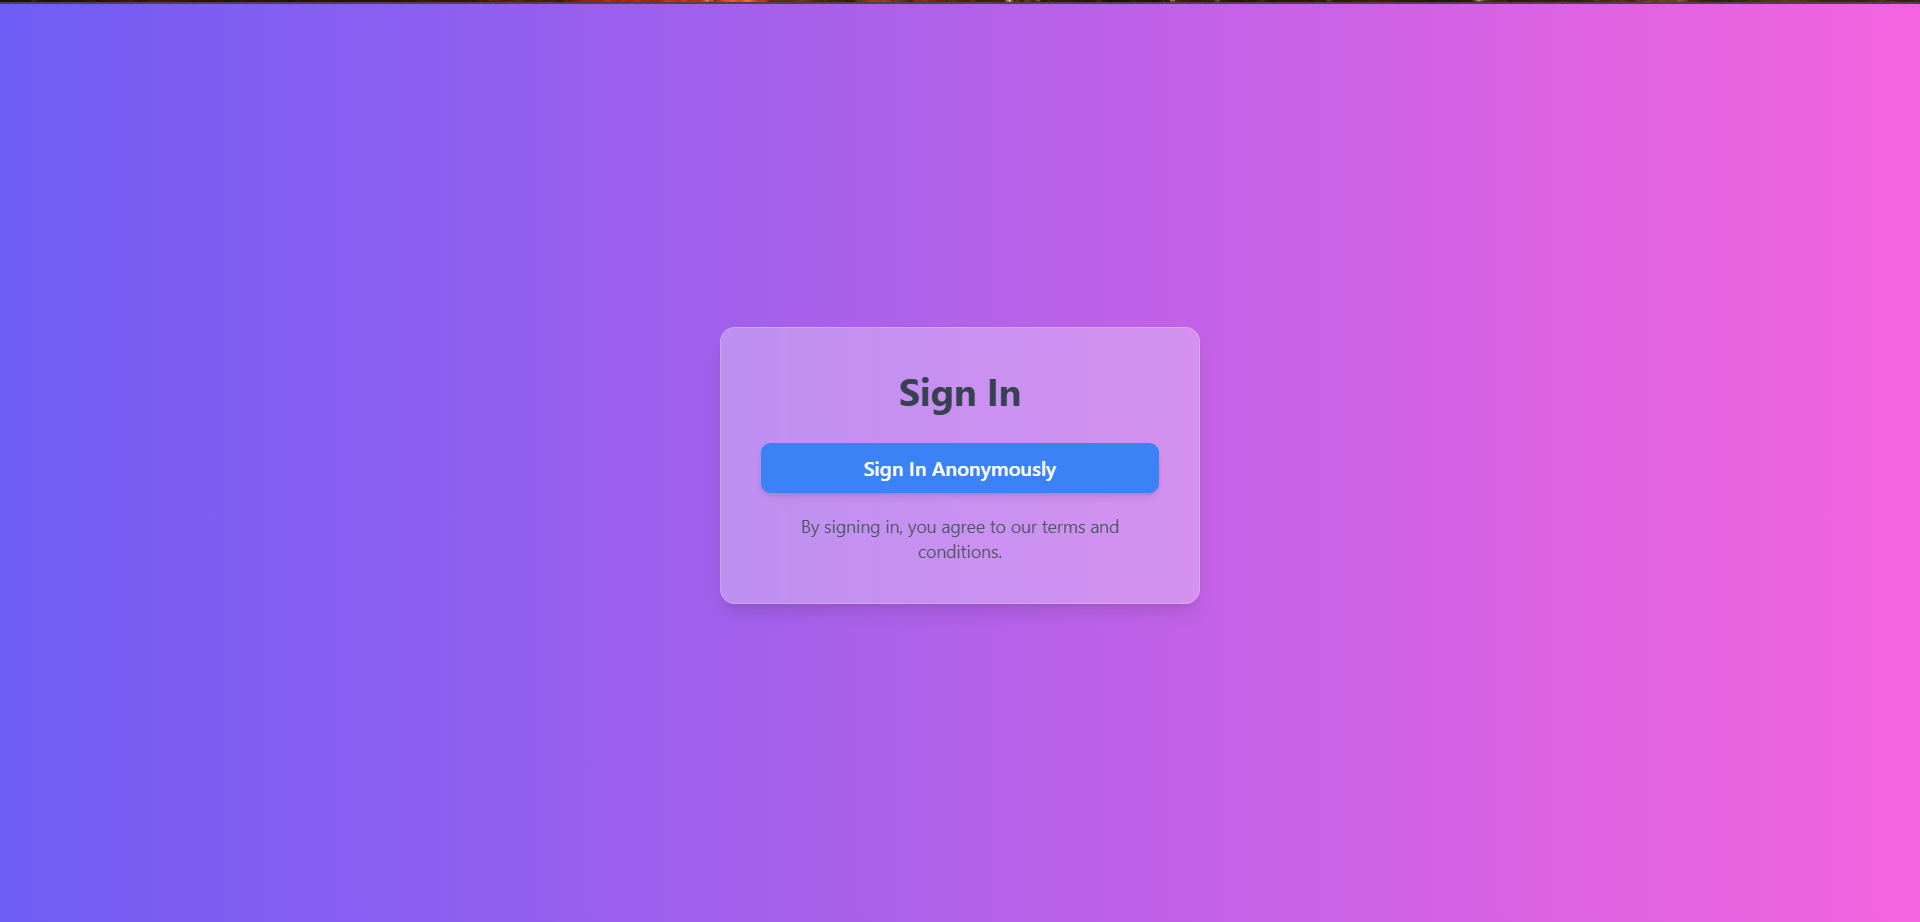 Sign In
Sign In Anonymously
By signing in, you agree to our terms and
conditions.